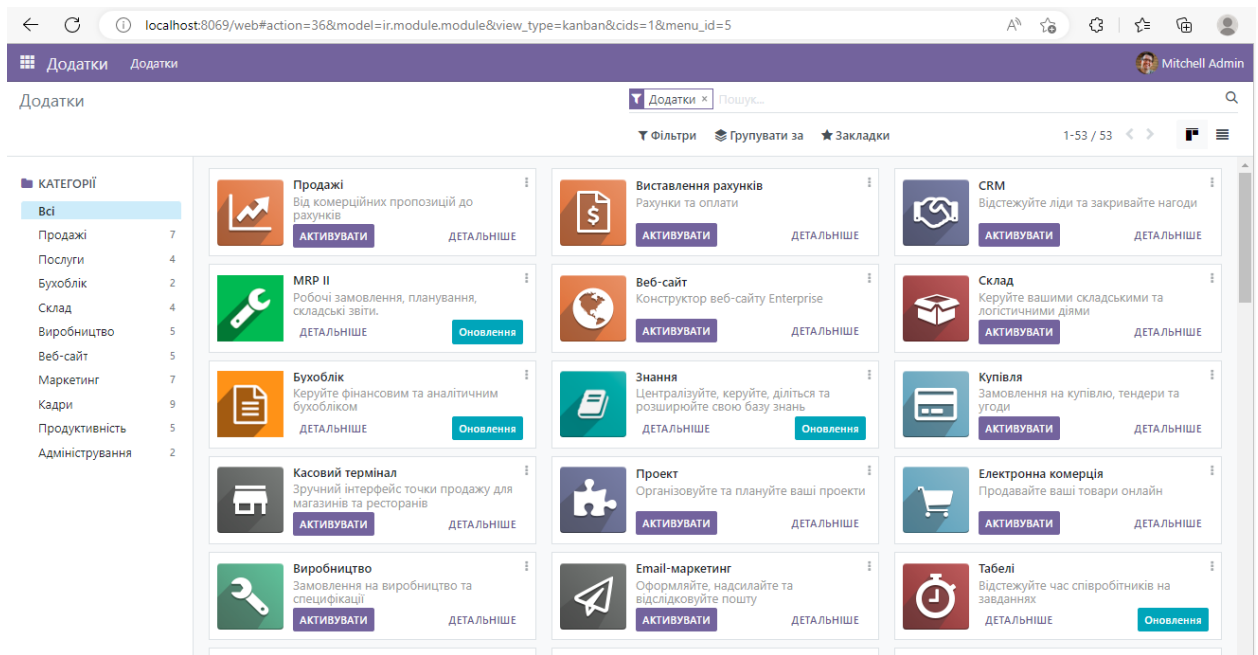 localhost:8069/web#action=36&model=ir.module.module&view_type=kanban&cids=1&menu_id=5
Додатки Додатки Mitchell Admin
Додатки
Додатки × Пошук...
Фільтри Групувати за Закладки 1-53 / 53
КАТЕГОРІЇ
Всі
Продажі 7
Послуги 4
Бухоблік 2
Склад 4
Виробництво 5
Веб-сайт 5
Маркетинг 7
Кадри 9
Продуктивність 5
Адміністрування 2
Продажі
Від комерційних пропозицій до
рахунків
АКТИВУВАТИ ДЕТАЛЬНІШЕ
Виставлення рахунків
Рахунки та оплати
АКТИВУВАТИ ДЕТАЛЬНІШЕ
CRM
Відстежуйте ліди та закривайте нагоди
АКТИВУВАТИ ДЕТАЛЬНІШЕ
MRP II
Робочі замовлення, планування,
складські звіти.
ДЕТАЛЬНІШЕ Оновлення
Веб-сайт
Конструктор веб-сайту Enterprise
АКТИВУВАТИ ДЕТАЛЬНІШЕ
Склад
Керуйте вашими складськими та
логістичними діями
АКТИВУВАТИ ДЕТАЛЬНІШЕ
Бухоблік
Керуйте фінансовим та аналітичним
бухобліком
ДЕТАЛЬНІШЕ Оновлення
Знання
Централізуйте, керуйте, діліться та
розширюйте свою базу знань
ДЕТАЛЬНІШЕ Оновлення
Купівля
Замовлення на купівлю, тендери та
угоди
АКТИВУВАТИ ДЕТАЛЬНІШЕ
Касовий термінал
Зручний інтерфейс точки продажу для
магазинів та ресторанів
АКТИВУВАТИ ДЕТАЛЬНІШЕ
Проект
Організовуйте та плануйте ваші проекти
АКТИВУВАТИ ДЕТАЛЬНІШЕ
Електронна комерція
Продавайте ваші товари онлайн
АКТИВУВАТИ ДЕТАЛЬНІШЕ
Виробництво
Замовлення на виробництво та
специфікації
АКТИВУВАТИ ДЕТАЛЬНІШЕ
Email-маркетинг
Оформляйте, надсилайте та
відслідковуйте пошту
АКТИВУВАТИ ДЕТАЛЬНІШЕ
Табелі
Відстежуйте час співробітників на
завданнях
ДЕТАЛЬНІШЕ Оновлення